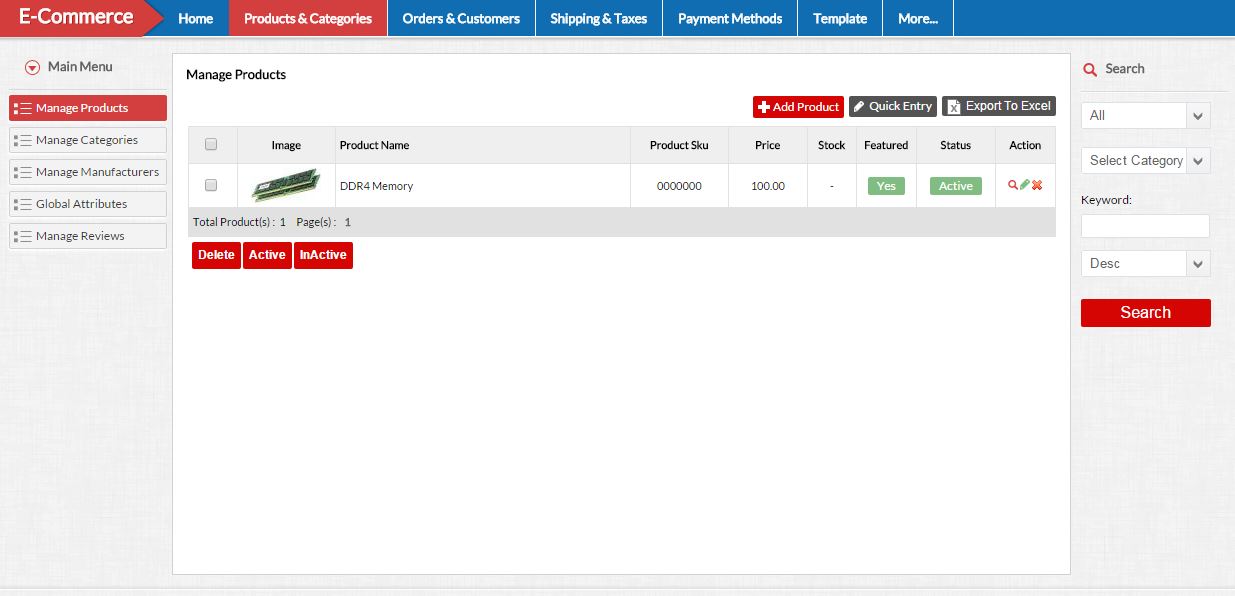 E-Commerce Home Products & Categories Orders & Customers Shipping & Taxes Payment Methods Template More...
Main Menu
Manage Products
Manage Categories
Manage Manufacturers
Global Attributes
Manage Reviews
Manage Products
Add Product Quick Entry Export To Excel
Image Product Name Product Sku Price Stock Featured Status Action
DDR4 Memory 0000000 100.00 - Yes Active
Total Product(s) : 1 Page(s) : 1
Delete Active InActive
Search
All
Select Category
Keyword:
Desc
Search